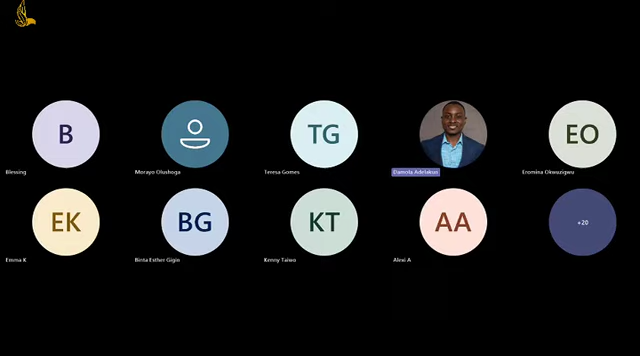 B
TG
EO
Blessing
Morayo Olushoga
Teresa Gomes
Damola Adelakun
Eromina Okwuzigwu
EK
BG
KT
AA
+20
Emma K
Binta Esther Gigin
Kenny Taiwo
Alexi A